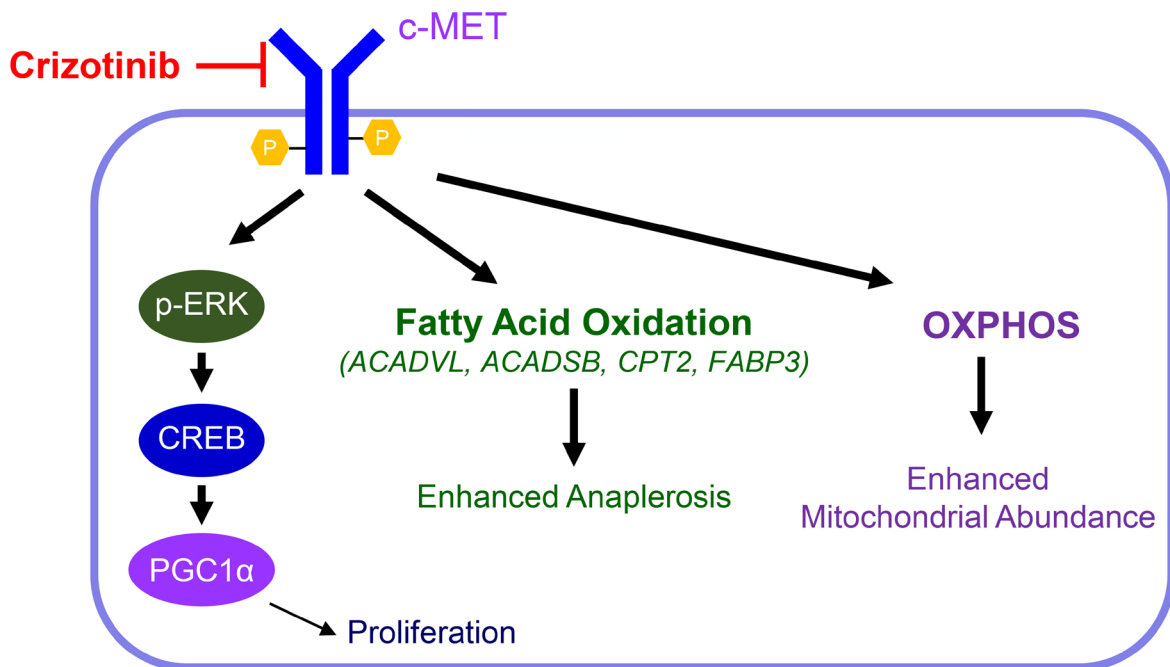 c-MET
Crizotinib
P
P
p-ERK
CREB
PGC1α
Proliferation
Fatty Acid Oxidation
(ACADVL, ACADSB, CPT2, FABP3)
Enhanced Anaplerosis
OXPHOS
Enhanced
Mitochondrial Abundance